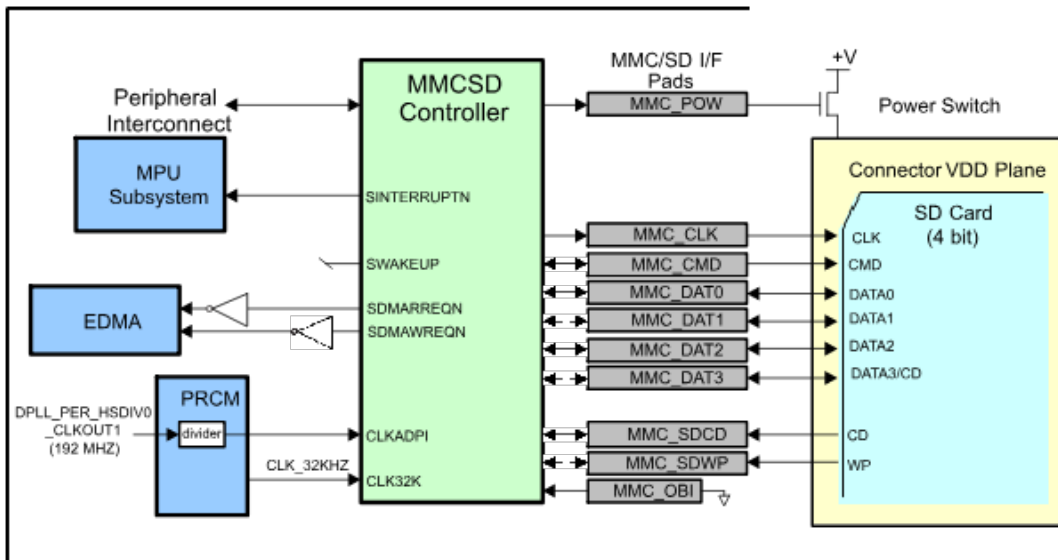 MMC/SD I/F
Pads
+V
MMCSD
Controller
MMC_POW
Power Switch
Peripheral
Interconnect
MPU
Subsystem
SINTERRUPTN
Connector VDD Plane
SD Card
(4 bit)
MMC_CLK
CLK
SWAKEUP
MMC_CMD
CMD
MMC_DAT0
DATA0
EDMA
SDMARREQN
SDMAWREQN
MMC_DAT1
DATA1
MMC_DAT2
DATA2
MMC_DAT3
DATA3/CD
PRCM
DPLL_PER_HSDIV0
_CLKOUT1
(192 MHZ)
divider
CLKADPI
MMC_SDCD
CD
CLK_32KHZ
MMC_SDWP
WP
CLK32K
MMC_OBI